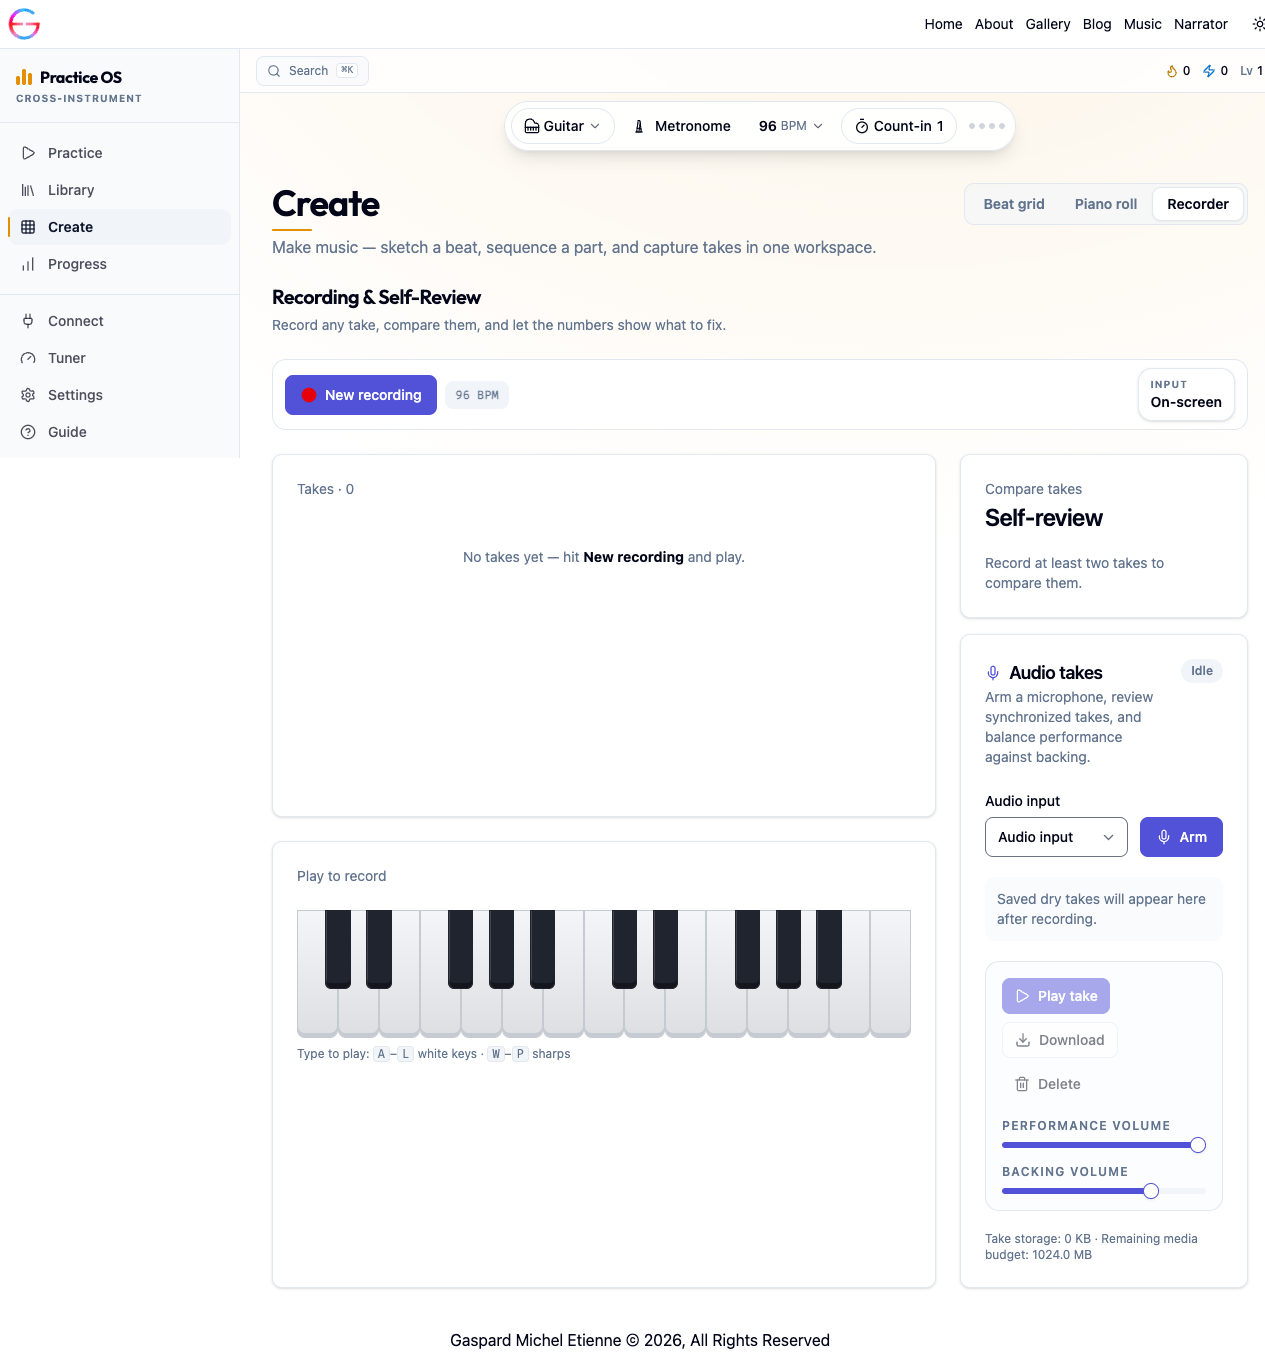 Home About Gallery Blog Music Narrator
Practice OS
CROSS-INSTRUMENT
Search ⌘K
0 0 Lv 1
Guitar Metronome 96 BPM Count-in 1
Practice
Library
Create
Progress
Connect
Tuner
Settings
Guide
Create
Beat grid Piano roll Recorder
Make music — sketch a beat, sequence a part, and capture takes in one workspace.
Recording & Self-Review
Record any take, compare them, and let the numbers show what to fix.
New recording 96 BPM
INPUT
On-screen
Takes · 0
No takes yet — hit New recording and play.
Compare takes
Self-review
Record at least two takes to
compare them.
Audio takes Idle
Arm a microphone, review
synchronized takes, and
balance performance
against backing.
Audio input
Audio input Arm
Saved dry takes will appear here
after recording.
Play take
Download
Delete
PERFORMANCE VOLUME
BACKING VOLUME
Take storage: 0 KB · Remaining media
budget: 1024.0 MB
Play to record
Type to play: A–L white keys · W–P sharps
Gaspard Michel Etienne © 2026, All Rights Reserved